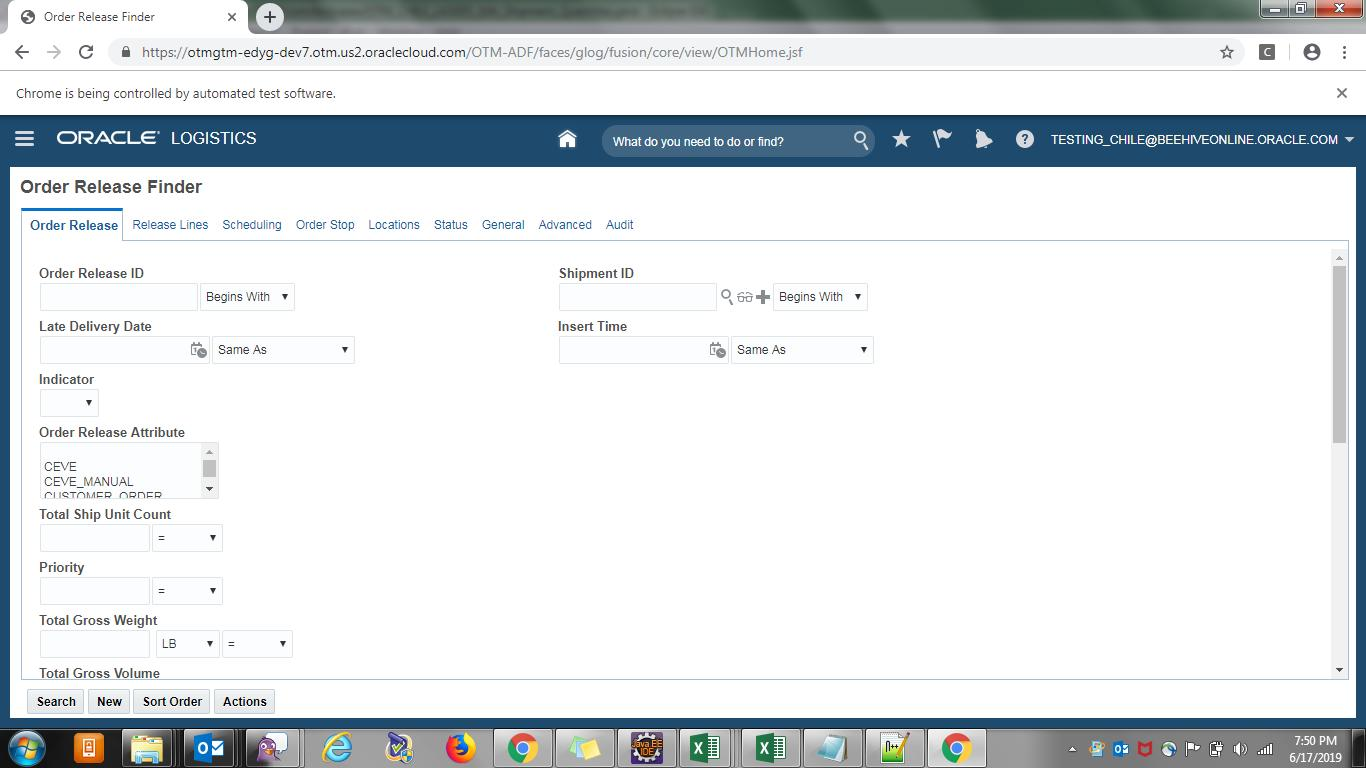 Order Release Finder
https://otmgtm-edyg-dev7.otm.us2.oraclecloud.com/OTM-ADF/faces/glog/fusion/core/view/OTMHome.jsf
C
Chrome is being controlled by automated test software.
ORACLE LOGISTICS
What do you need to do or find?
?
TESTING_CHILE@BEEHIVEONLINE.ORACLE.COM
Order Release Finder
Order Release Release Lines Scheduling Order Stop Locations Status General Advanced Audit
Order Release ID Shipment ID
Begins With Begins With
Late Delivery Date Insert Time
Same As Same As
Indicator
Order Release Attribute
CEVE
CEVE_MANUAL
CUSTOMER_ORDER
Total Ship Unit Count
=
Priority
=
Total Gross Weight
LB =
Total Gross Volume
Search New Sort Order Actions
Java EE
IDE
7:50 PM
6/17/2019